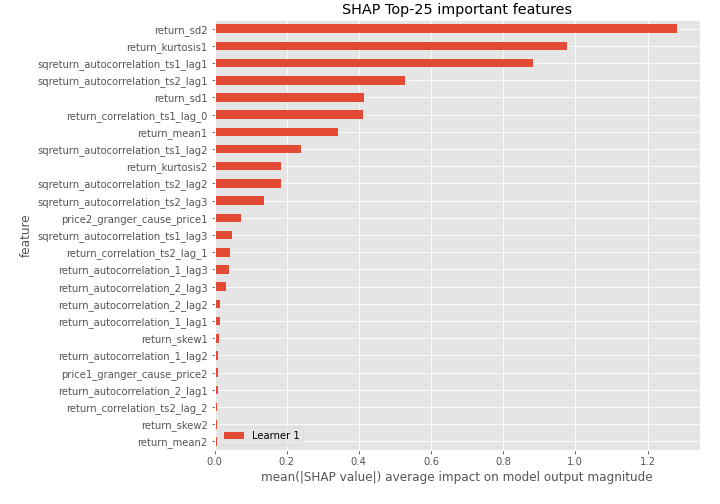 SHAP Top-25 important features
feature
return_sd2
return_kurtosis1
sqreturn_autocorrelation_ts1_lag1
sqreturn_autocorrelation_ts2_lag1
return_sd1
return_correlation_ts1_lag_0
return_mean1
sqreturn_autocorrelation_ts1_lag2
return_kurtosis2
sqreturn_autocorrelation_ts2_lag2
sqreturn_autocorrelation_ts2_lag3
price2_granger_cause_price1
sqreturn_autocorrelation_ts1_lag3
return_correlation_ts2_lag_1
return_autocorrelation_1_lag3
return_autocorrelation_2_lag3
return_autocorrelation_2_lag2
return_autocorrelation_1_lag1
return_skew1
return_autocorrelation_1_lag2
price1_granger_cause_price2
return_autocorrelation_2_lag1
return_correlation_ts2_lag_2
return_skew2
return_mean2
Learner 1
0.0 0.2 0.4 0.6 0.8 1.0 1.2
mean(|SHAP value|) average impact on model output magnitude